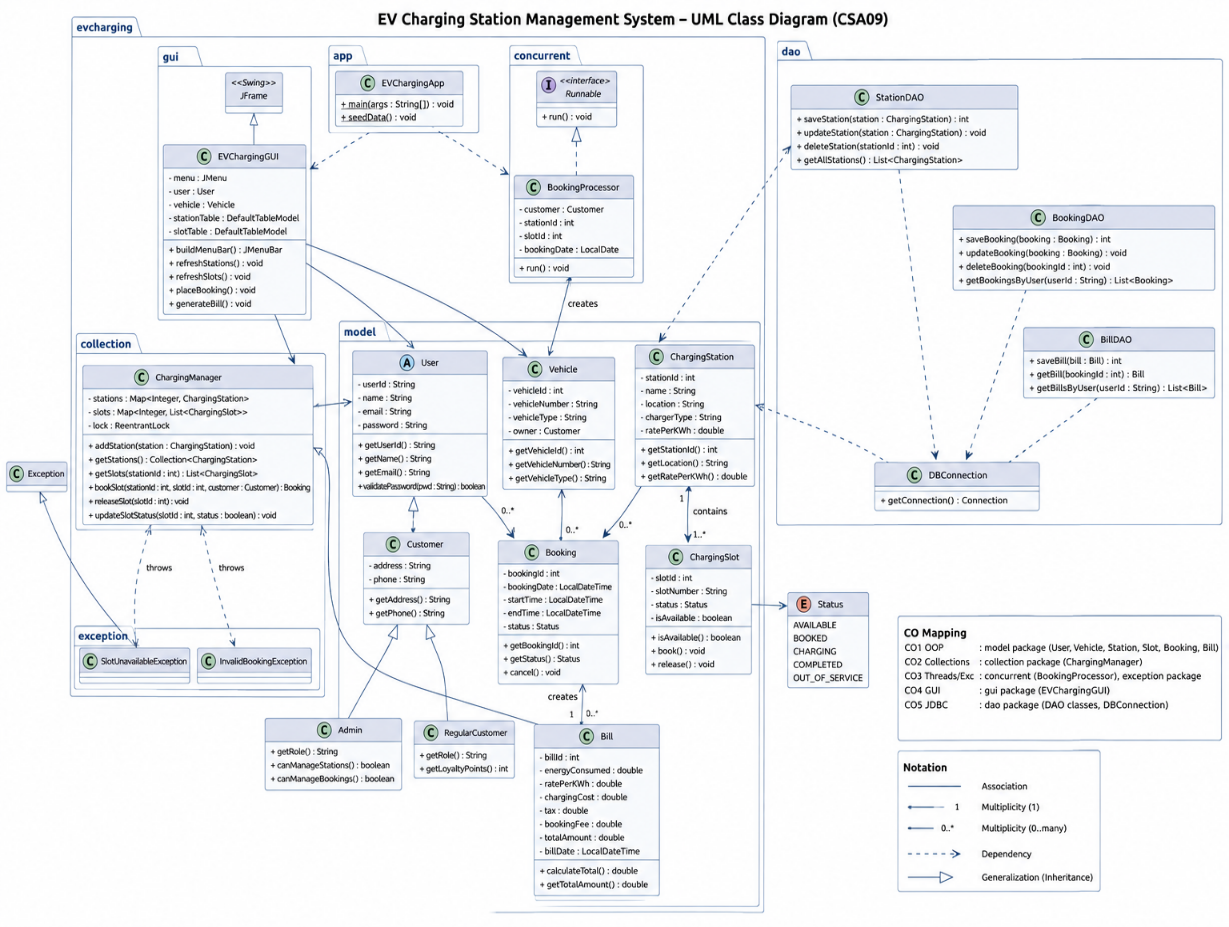 EV Charging Station Management System – UML Class Diagram (CSA09)
evcharging
gui
<<Swing>>
JFrame
C EVChargingGUI
- menu : JMenu
- user : User
- vehicle : Vehicle
- stationTable : DefaultTableModel
- slotTable : DefaultTableModel
+ buildMenuBar() : JMenuBar
+ refreshStations() : void
+ refreshSlots() : void
+ placeBooking() : void
+ generateBill() : void
app
C EVChargingApp
+ main(args : String[]) : void
+ seedData() : void
concurrent
I <<interface>>
Runnable
+ run() : void
C BookingProcessor
- customer : Customer
- stationId : int
- slotId : int
- bookingDate : LocalDate
+ run() : void
creates
dao
C StationDAO
+ saveStation(station : ChargingStation) : int
+ updateStation(station : ChargingStation) : void
+ deleteStation(stationId : int) : void
+ getAllStations() : List<ChargingStation>
C BookingDAO
+ saveBooking(booking : Booking) : int
+ updateBooking(booking : Booking) : void
+ deleteBooking(bookingId : int) : void
+ getBookingsByUser(userId : String) : List<Booking>
C BillDAO
+ saveBill(bill : Bill) : int
+ getBill(bookingId : int) : Bill
+ getBillsByUser(userId : String) : List<Bill>
C DBConnection
+ getConnection() : Connection
collection
C ChargingManager
- stations : Map<Integer, ChargingStation>
- slots : Map<Integer, List<ChargingSlot>>
- lock : ReentrantLock
+ addStation(station : ChargingStation) : void
+ getStations() : Collection<ChargingStation>
+ getSlots(stationId : int) : List<ChargingSlot>
+ bookSlot(stationId : int, slotId : int, customer : Customer) : Booking
+ releaseSlot(slotId : int) : void
+ updateSlotStatus(slotId : int, status : boolean) : void
C Exception
throws
throws
exception
C SlotUnavailableException
C InvalidBookingException
model
A User
- userId : String
- name : String
- email : String
- password : String
+ getUserId() : String
+ getName() : String
+ getEmail() : String
+validatePassword(pwd : String) : boolean
C Vehicle
- vehicleId : int
- vehicleNumber : String
- vehicleType : String
- owner : Customer
+ getVehicleId() : int
+ getVehicleNumber() : String
+ getVehicleType() : String
C ChargingStation
- stationId : int
- name : String
- location : String
- chargerType : String
- ratePerKWh : double
+ getStationId() : int
+ getLocation() : String
+ getRatePerKWh() : double
0..*
0..*
0..*
1
contains
1..*
C Customer
- address : String
- phone : String
+ getAddress() : String
+ getPhone() : String
C Booking
- bookingId : int
- bookingDate : LocalDateTime
- startTime : LocalDateTime
- endTime : LocalDateTime
- status : Status
+ getBookingId() : int
+ getStatus() : Status
+ cancel() : void
C ChargingSlot
- slotId : int
- slotNumber : String
- status : Status
- isAvailable : boolean
+ isAvailable() : boolean
+ book() : void
+ release() : void
E Status
AVAILABLE
BOOKED
CHARGING
COMPLETED
OUT_OF_SERVICE
creates
1 0..*
C Admin
+ getRole() : String
+ canManageStations() : boolean
+ canManageBookings() : boolean
C RegularCustomer
+ getRole() : String
+ getLoyaltyPoints() : int
C Bill
- billId : int
- energyConsumed : double
- ratePerKWh : double
- chargingCost : double
- tax : double
- bookingFee : double
- totalAmount : double
- billDate : LocalDateTime
+ calculateTotal() : double
+ getTotalAmount() : double
CO Mapping
CO1 OOP : model package (User, Vehicle, Station, Slot, Booking, Bill)
CO2 Collections : collection package (ChargingManager)
CO3 Threads/Exc : concurrent (BookingProcessor), exception package
CO4 GUI : gui package (EVChargingGUI)
CO5 JDBC : dao package (DAO classes, DBConnection)
Notation
Association
1 Multiplicity (1)
0..* Multiplicity (0..many)
Dependency
Generalization (Inheritance)